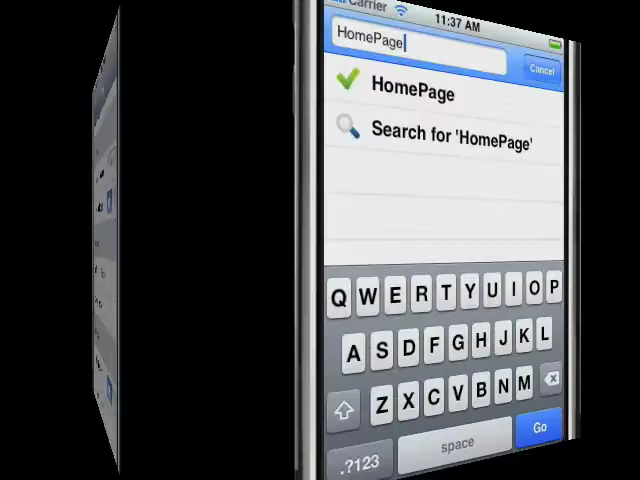 Carrier 11:37 AM
HomePage
Cancel
HomePage
Search for 'HomePage'
Q W E R T Y U I O P
A S D F G H J K L
Z X C V B N M
.?123 space Go